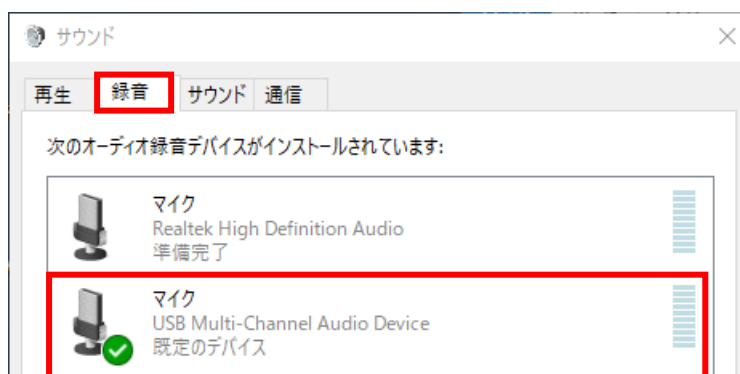 サウンド
再生 録音 サウンド 通信
次のオーディオ録音デバイスがインストールされています:
マイク
Realtek High Definition Audio
準備完了
マイク
USB Multi-Channel Audio Device
既定のデバイス